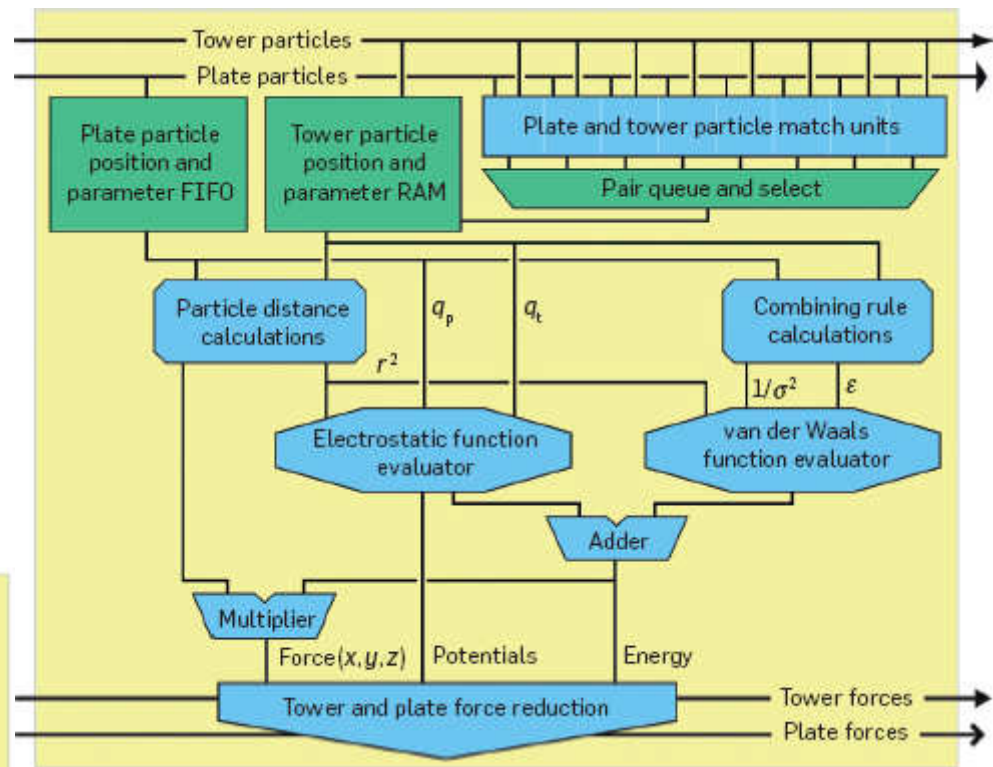 Tower particles
Plate particles
Plate particle
position and
parameter FIFO
Tower particle
position and
parameter RAM
Plate and tower particle match units
Pair queue and select
Particle distance
calculations
q_p
q_t
Combining rule
calculations
r²
1/σ²
ε
Electrostatic function
evaluator
van der Waals
function evaluator
Adder
Multiplier
Force(x,y,z)
Potentials
Energy
Tower and plate force reduction
Tower forces
Plate forces